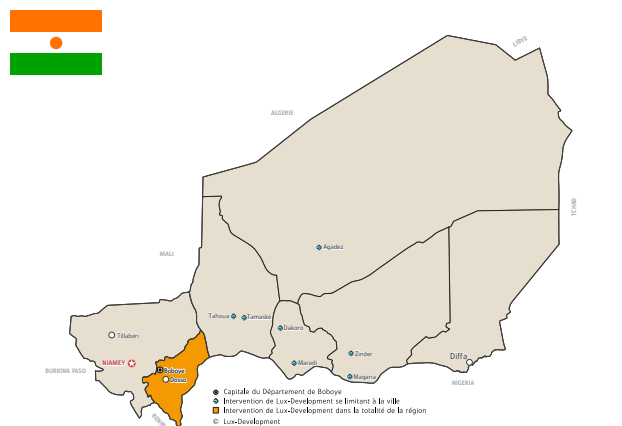 LIBYE
ALGERIE
TCHAD
MALI
Agadez
Tahoua
Tamaské
Dakoro
Tillabéri
Zinder
Diffa
NIAMEY
Maradi
BURKINA FASO
Boboye
Dosso
Magaria
NIGERIA
BENIN
Capitale du Département de Boboye
Intervention de Lux-Development se limitant à la ville
Intervention de Lux-Development dans la totalité de la région
© Lux-Development